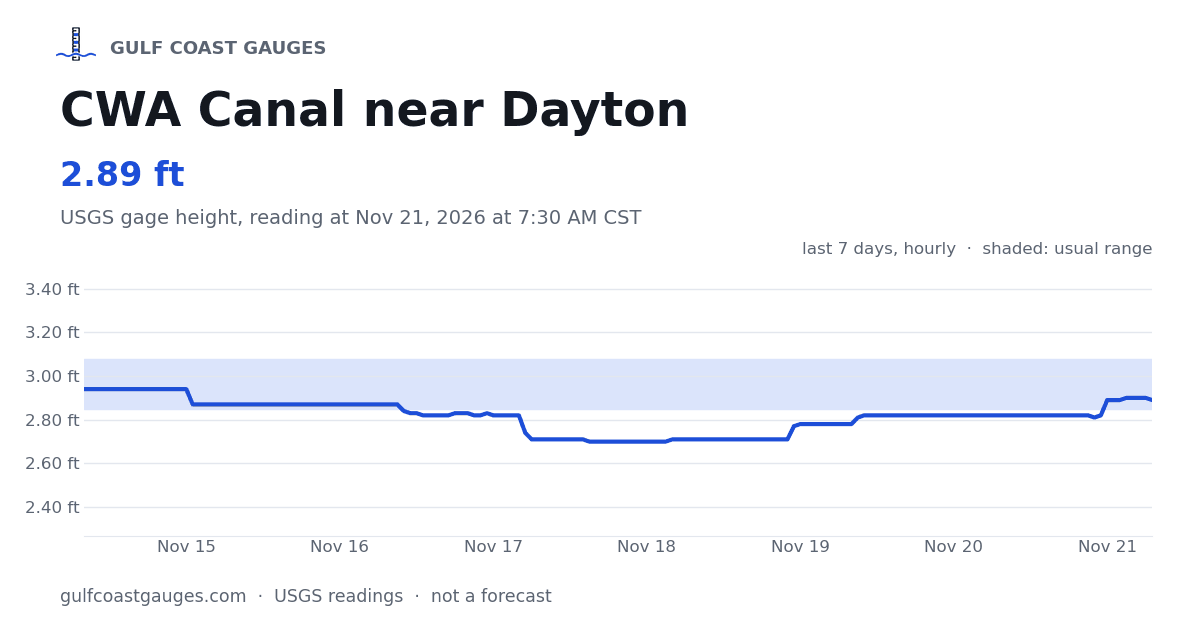 GULF COAST GAUGES
CWA Canal near Dayton
2.89 ft
USGS gage height, reading at Nov 21, 2026 at 7:30 AM CST
last 7 days, hourly · shaded: usual range
3.40 ft
3.20 ft
3.00 ft
2.80 ft
2.60 ft
2.40 ft
Nov 15 Nov 16 Nov 17 Nov 18 Nov 19 Nov 20 Nov 21
gulfcoastgauges.com · USGS readings · not a forecast